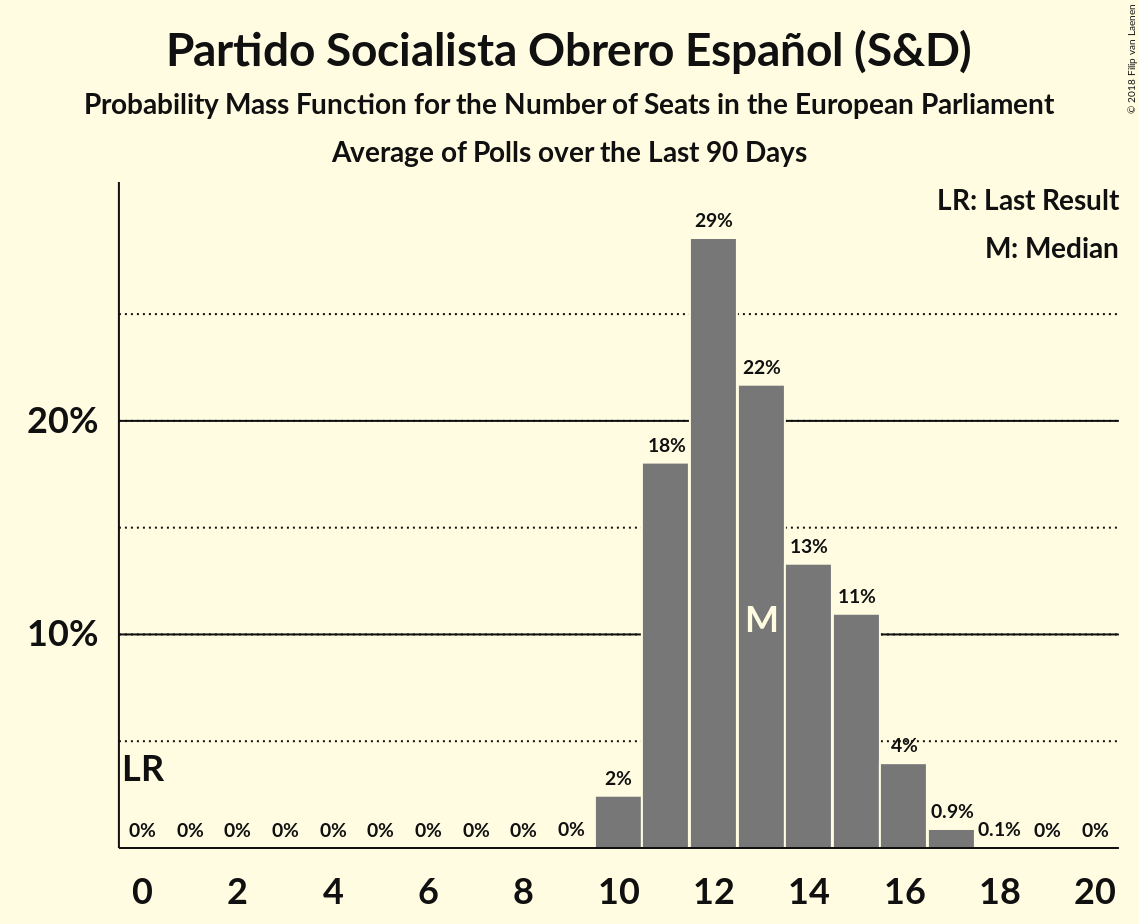 Partido Socialista Obrero Español (S&D)
Probability Mass Function for the Number of Seats in the European Parliament
Average of Polls over the Last 90 Days
© 2018 Filip van Laenen
LR: Last Result
M: Median
29%
22%
20%
18%
13%
11%
M
10%
4%
LR
2%
0.9%
0% 0% 0% 0% 0% 0% 0% 0% 0% 0% 0.1% 0% 0%
0 2 4 6 8 10 12 14 16 18 20